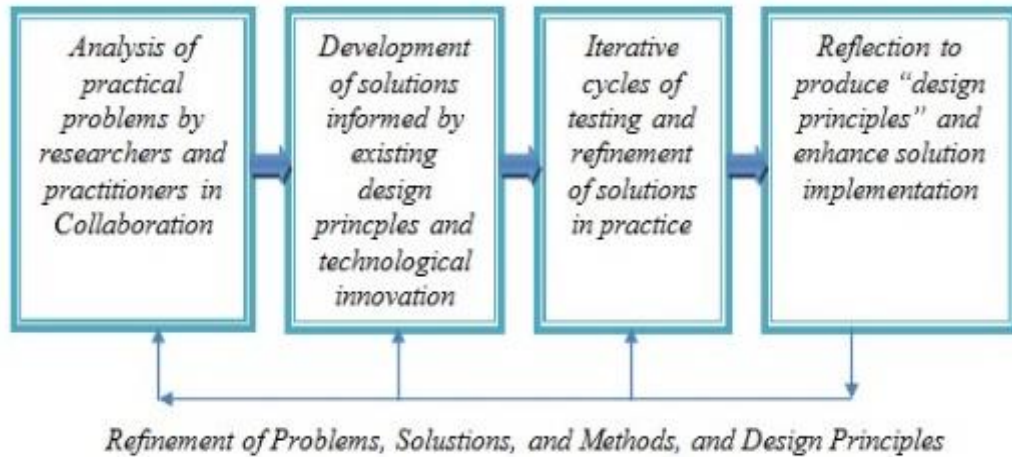 Analysis of
practical
problems by
researchers and
practitioners in
Collaboration
Development
of solutions
informed by
existing
design
princples and
technological
innovation
Iterative
cycles of
testing and
refinement
of solutions
in practice
Reflection to
produce “design
principles” and
enhance solution
implementation
Refinement of Problems, Solustions, and Methods, and Design Principles